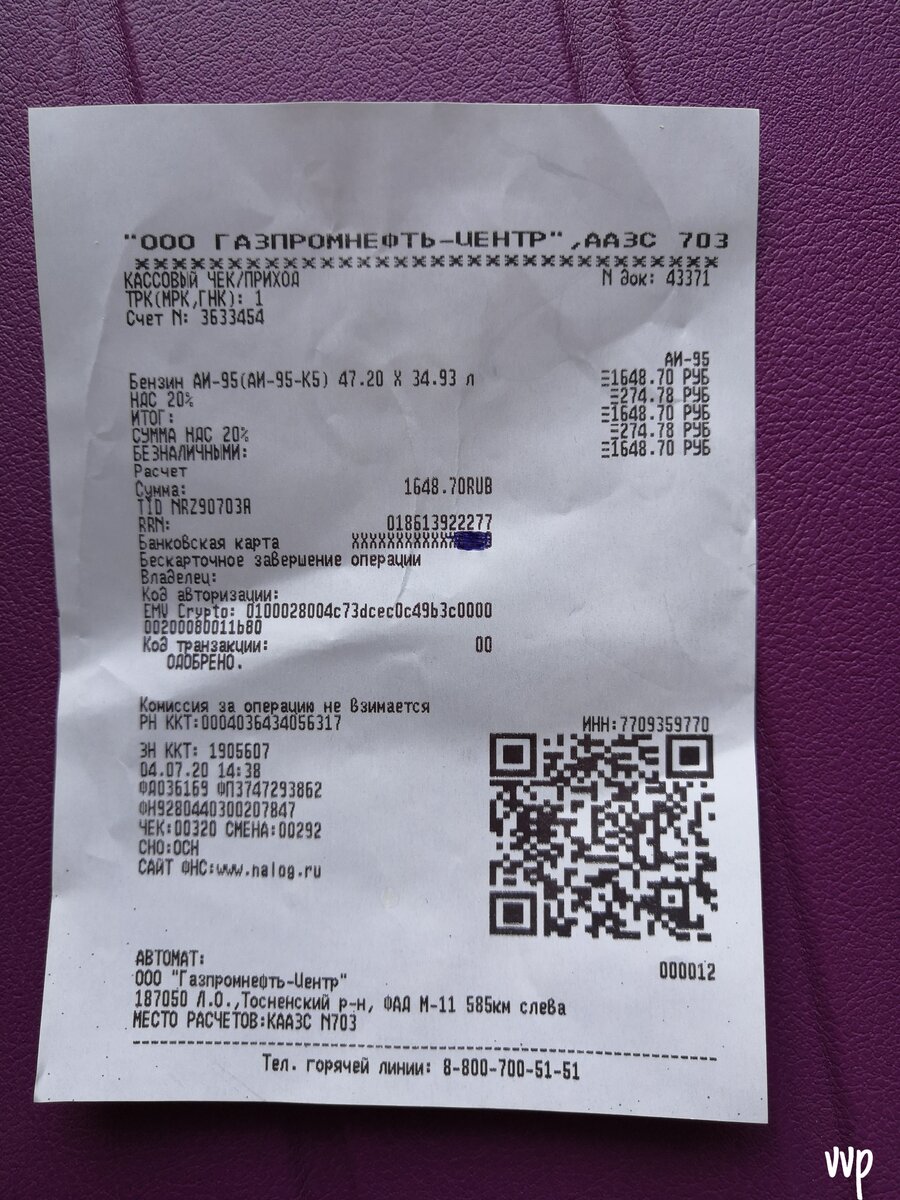 "ООО ГАЗПРОМНЕФТЬ-ЦЕНТР",ААЗС 703
КАССОВЫЙ ЧЕК/ПРИХОД N док: 43371
ТРК(МРК,ГНК): 1
Счет N: 3633454
АИ-95
Бензин АИ-95(АИ-95-К5) 47.20 X 34.93 л ≡1648.70 РУБ
НДС 20% ≡274.78 РУБ
ИТОГ: ≡1648.70 РУБ
СУММА НДС 20% ≡274.78 РУБ
БЕЗНАЛИЧНЫМИ: ≡1648.70 РУБ
Расчет
Сумма: 1648.70RUB
TID NRZ90703A
RRN: 018613922277
Банковская карта XXXXXXXXXXXX
Бескарточное завершение операции
Владелец:
Код авторизации:
EMV Crypto: 0100028004c73dcec0c49b3c0000
00200080011b80
Код транзакции: 00
ОДОБРЕНО.
Комиссия за операцию не взимается
РН ККТ:0004036434056317 ИНН:7709359770
ЗН ККТ: 1905607
04.07.20 14:38
ФД036169 ФП3747293862
ФН9280440300207847
ЧЕК:00320 СМЕНА:00292
СНО:ОСН
САЙТ ФНС:www.nalog.ru
АВТОМАТ: 000012
ООО "Газпромнефть-Центр"
187050 Л.О.,Тосненский р-н, ФАД М-11 585км слева
МЕСТО РАСЧЕТОВ:КААЗС N703
Тел. горячей линии: 8-800-700-51-51
vvp